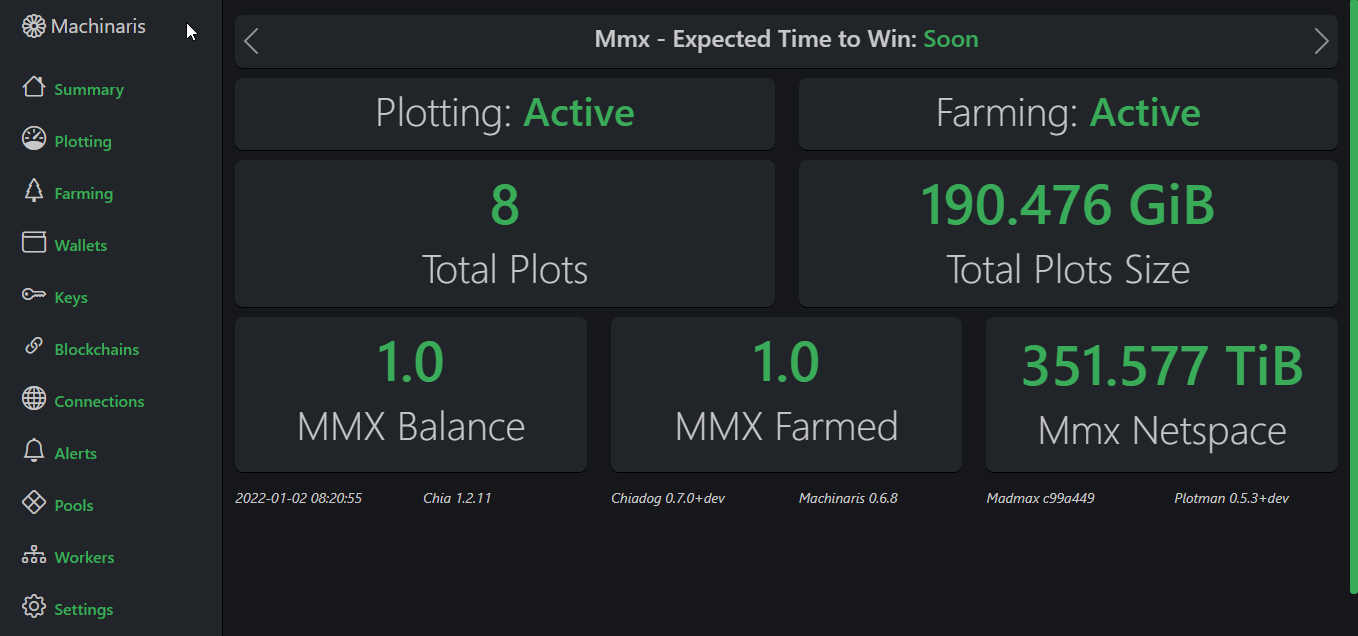 Machinaris
Summary
Plotting
Farming
Wallets
Keys
Blockchains
Connections
Alerts
Pools
Workers
Settings
Mmx - Expected Time to Win: Soon
Plotting: Active
Farming: Active
8
Total Plots
190.476 GiB
Total Plots Size
1.0
MMX Balance
1.0
MMX Farmed
351.577 TiB
Mmx Netspace
2022-01-02 08:20:55
Chia 1.2.11
Chiadog 0.7.0+dev
Machinaris 0.6.8
Madmax c99a449
Plotman 0.5.3+dev